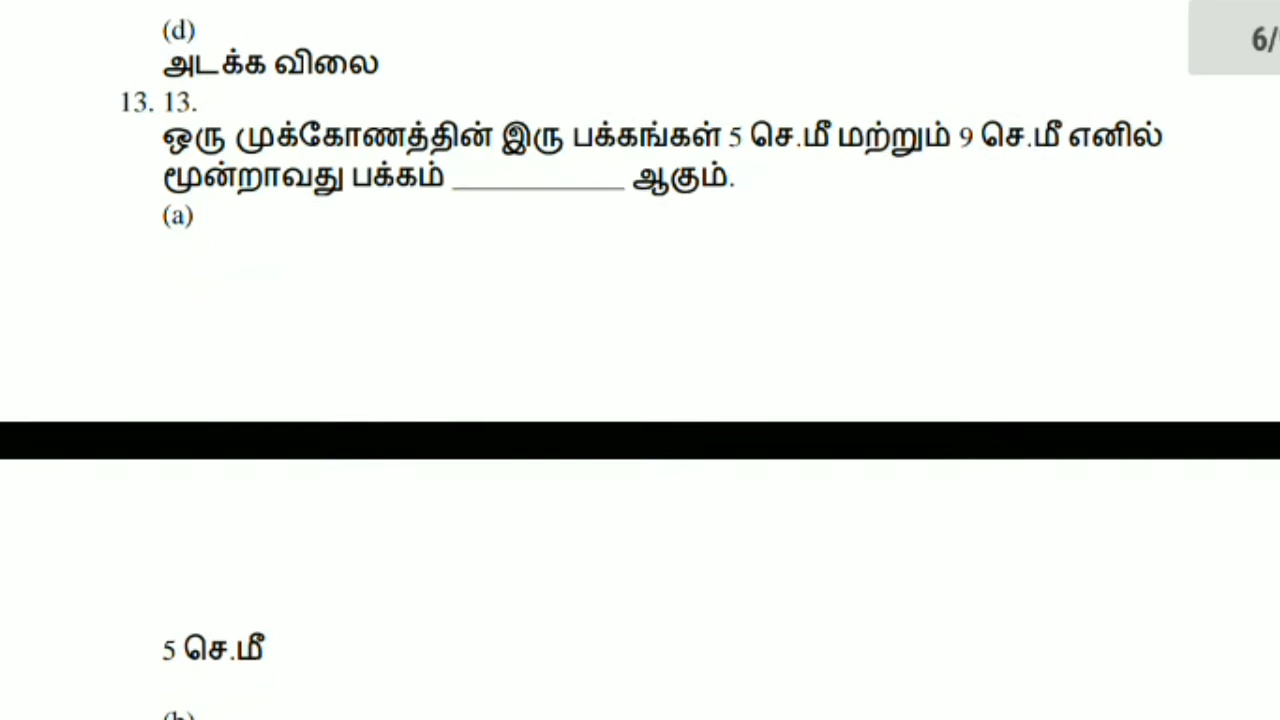 (d)
6/
அடக்க விலை
13. 13.
ஒரு முக்கோணத்தின் இரு பக்கங்கள் 5 செ.மீ மற்றும் 9 செ.மீ எனில்
மூன்றாவது பக்கம் ____________ ஆகும்.
(a)
5 செ.மீ